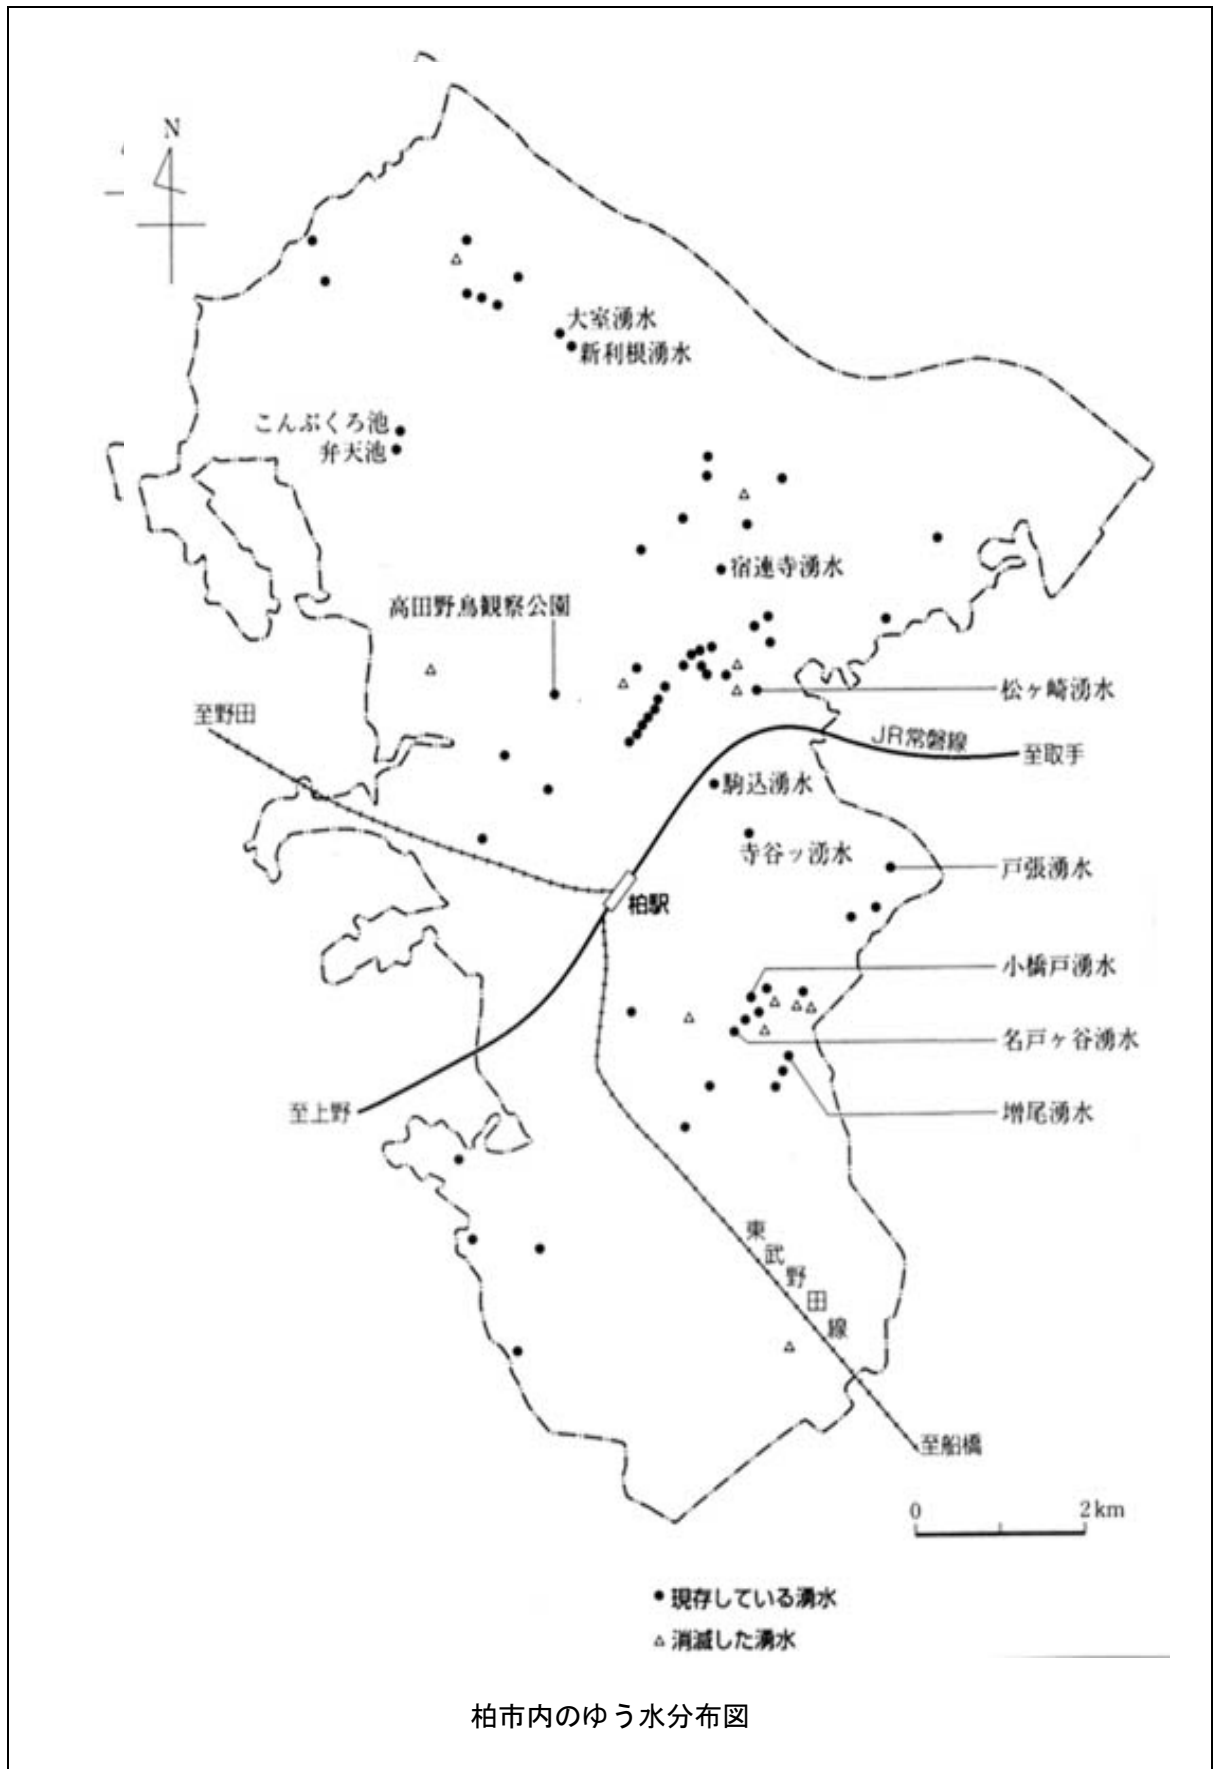 N
大室湧水
新利根湧水
こんぶくろ池
弁天池
宿連寺湧水
高田野鳥観察公園
松ヶ崎湧水
至野田
JR常磐線
至取手
駒込湧水
寺谷ッ湧水
戸張湧水
柏駅
小橋戸湧水
名戸ヶ谷湧水
至上野
増尾湧水
東武野田線
至船橋
0 2km
現存している湧水
消滅した湧水
柏市内のゆう水分布図